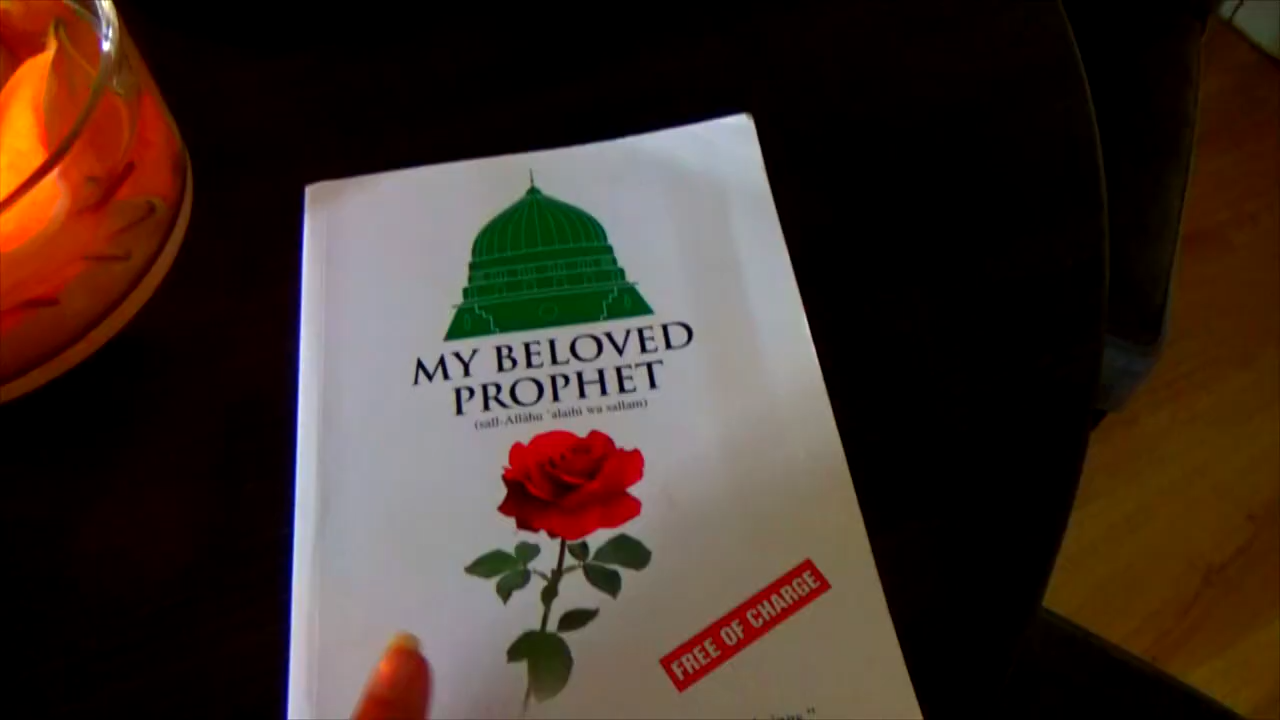 MY BELOVED
PROPHET
(sall-Allâhu 'alaihi wa sallam)
FREE OF CHARGE